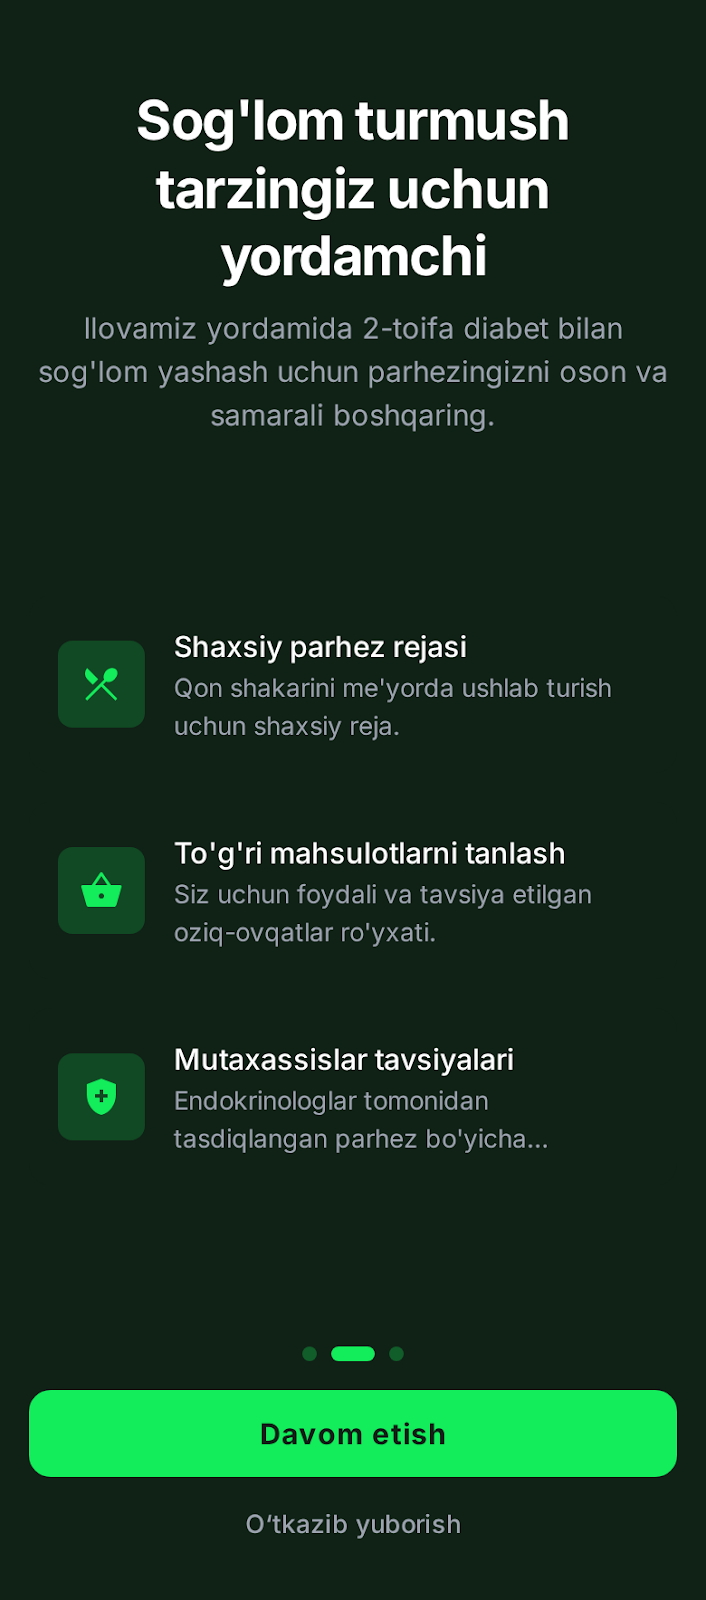 Sog'lom turmush
tarzingiz uchun
yordamchi
Ilovamiz yordamida 2-toifa diabet bilan
sog'lom yashash uchun parhezingizni oson va
samarali boshqaring.
Shaxsiy parhez rejasi
Qon shakarini me'yorda ushlab turish
uchun shaxsiy reja.
To'g'ri mahsulotlarni tanlash
Siz uchun foydali va tavsiya etilgan
oziq-ovqatlar ro'yxati.
Mutaxassislar tavsiyalari
Endokrinologlar tomonidan
tasdiqlangan parhez bo'yicha...
Davom etish
O‘tkazib yuborish